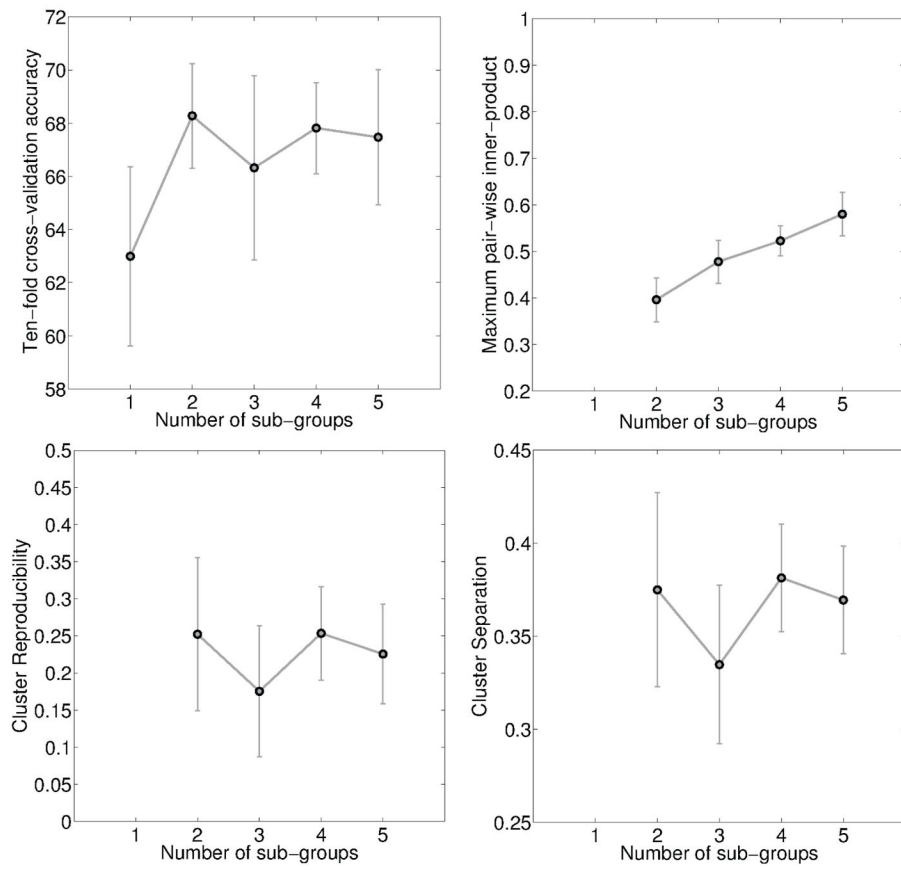 Ten-fold cross-validation accuracy
72
70
68
66
64
62
60
58
1 2 3 4 5
Number of sub-groups
Maximum pair-wise inner-product
1
0.9
0.8
0.7
0.6
0.5
0.4
0.3
0.2
1 2 3 4 5
Number of sub-groups
Cluster Reproducibility
0.5
0.45
0.4
0.35
0.3
0.25
0.2
0.15
0.1
0.05
0
1 2 3 4 5
Number of sub-groups
Cluster Separation
0.45
0.4
0.35
0.3
0.25
1 2 3 4 5
Number of sub-groups